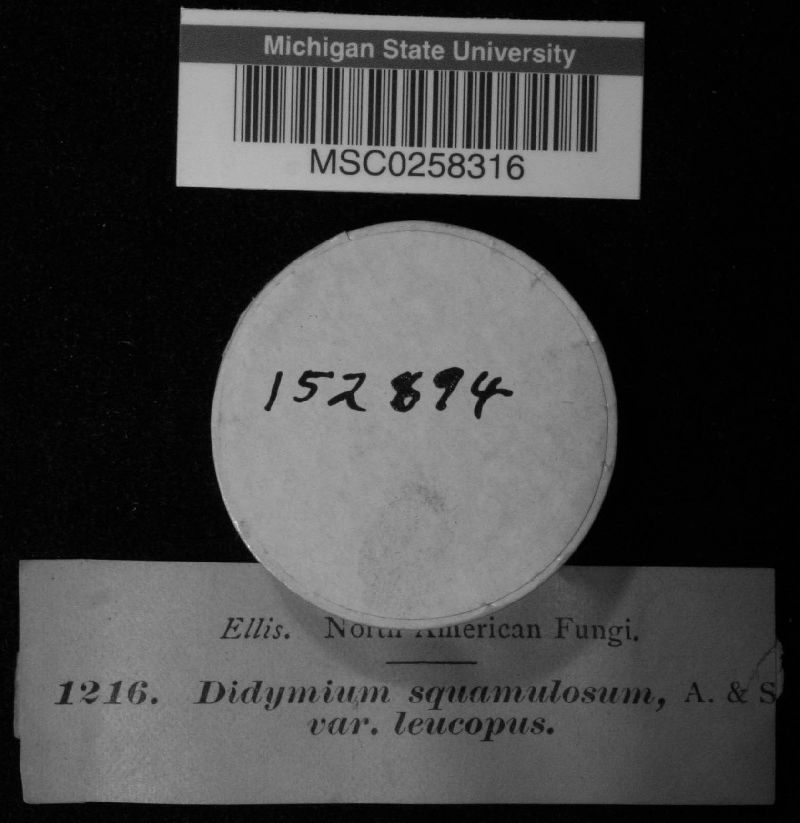 Michigan State University
MSC0258316
152894
Ellis. North American Fungi.
1216. Didymium squamulosum, A. & S
var. leucopus.